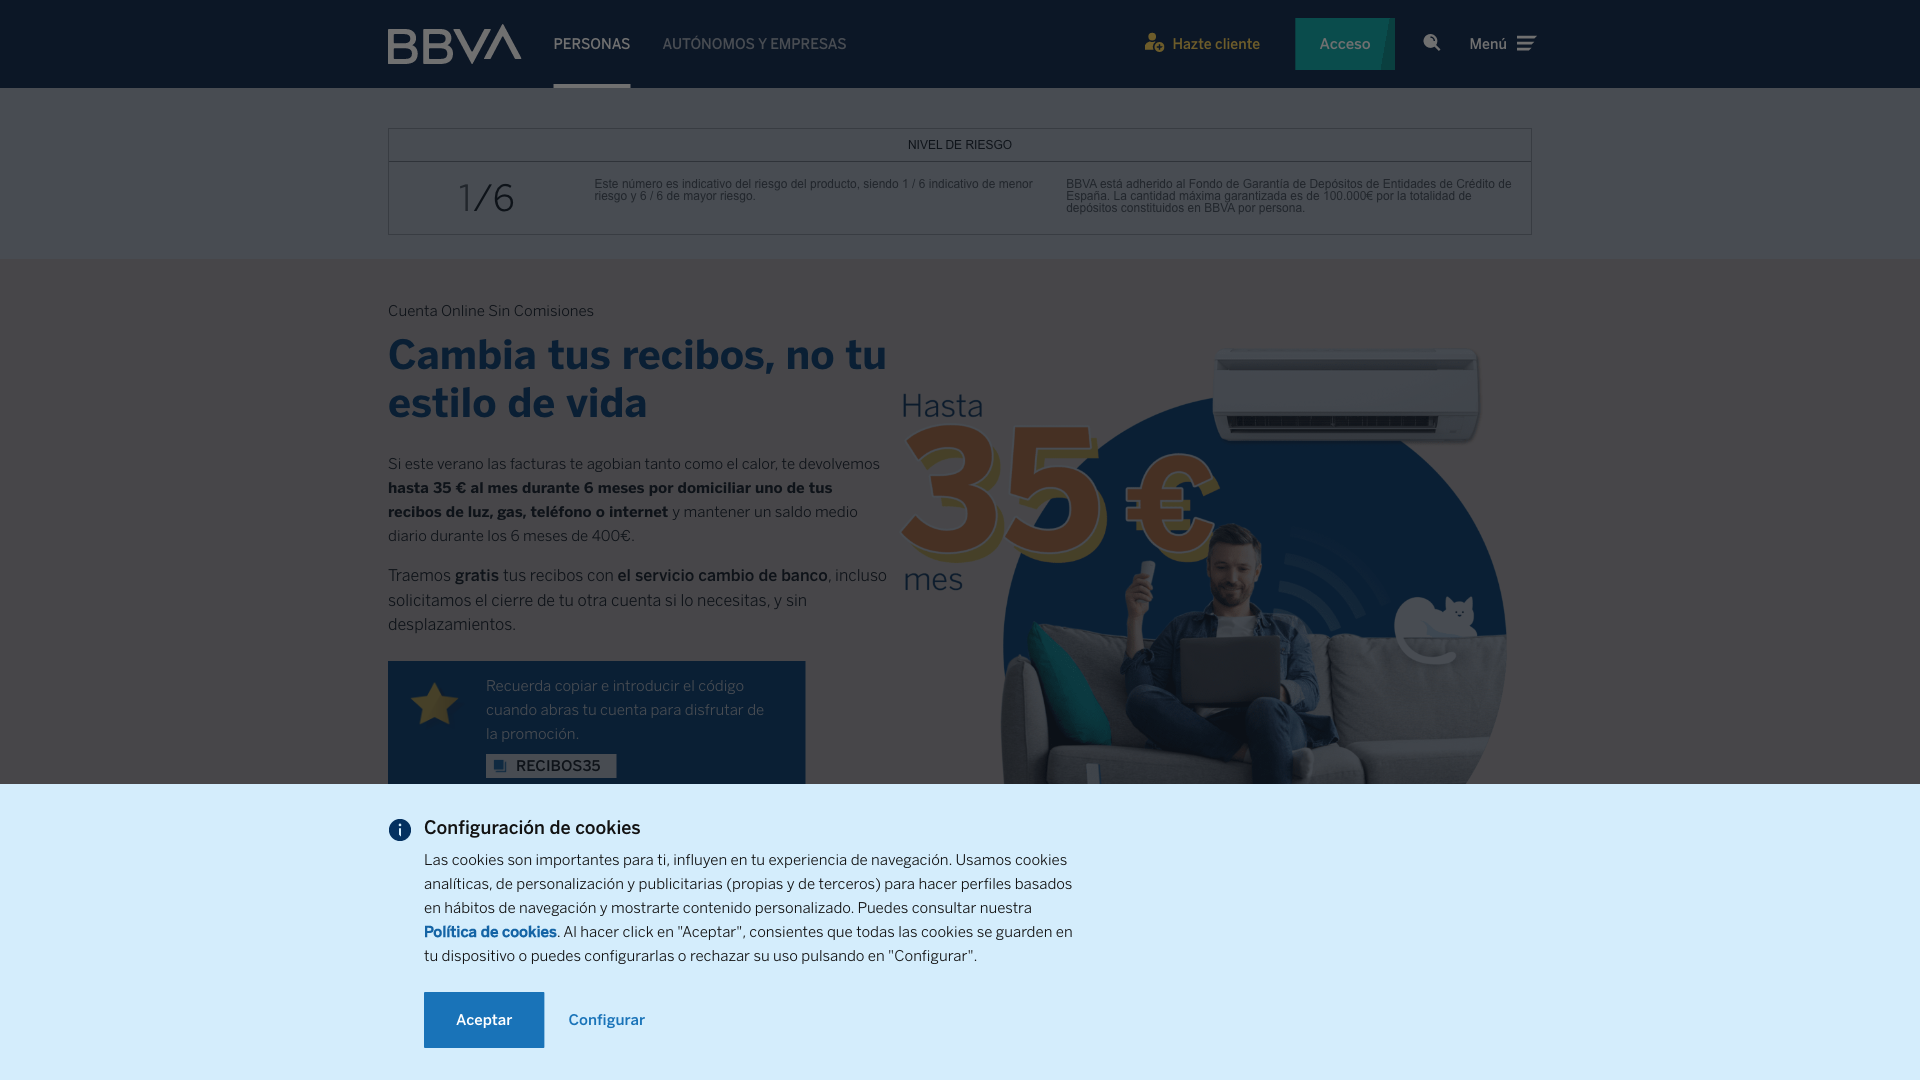 BBVA
PERSONAS
AUTÓNOMOS Y EMPRESAS
Hazte cliente
Acceso
Menú
NIVEL DE RIESGO
1/6
Este número es indicativo del riesgo del producto, siendo 1 / 6 indicativo de menor
riesgo y 6 / 6 de mayor riesgo.
BBVA está adherido al Fondo de Garantía de Depósitos de Entidades de Crédito de
España. La cantidad máxima garantizada es de 100.000€ por la totalidad de
depósitos constituidos en BBVA por persona.
Cuenta Online Sin Comisiones
Cambia tus recibos, no tu
estilo de vida
Si este verano las facturas te agobian tanto como el calor, te devolvemos
hasta 35 € al mes durante 6 meses por domiciliar uno de tus
recibos de luz, gas, teléfono o internet y mantener un saldo medio
diario durante los 6 meses de 400€.
Traemos gratis tus recibos con el servicio cambio de banco, incluso
solicitamos el cierre de tu otra cuenta si lo necesitas, y sin
desplazamientos.
Hasta
35 €
mes
Recuerda copiar e introducir el código
cuando abras tu cuenta para disfrutar de
la promoción.
RECIBOS35
Configuración de cookies
Las cookies son importantes para ti, influyen en tu experiencia de navegación. Usamos cookies
analíticas, de personalización y publicitarias (propias y de terceros) para hacer perfiles basados
en hábitos de navegación y mostrarte contenido personalizado. Puedes consultar nuestra
Política de cookies. Al hacer click en "Aceptar", consientes que todas las cookies se guarden en
tu dispositivo o puedes configurarlas o rechazar su uso pulsando en "Configurar".
Aceptar
Configurar